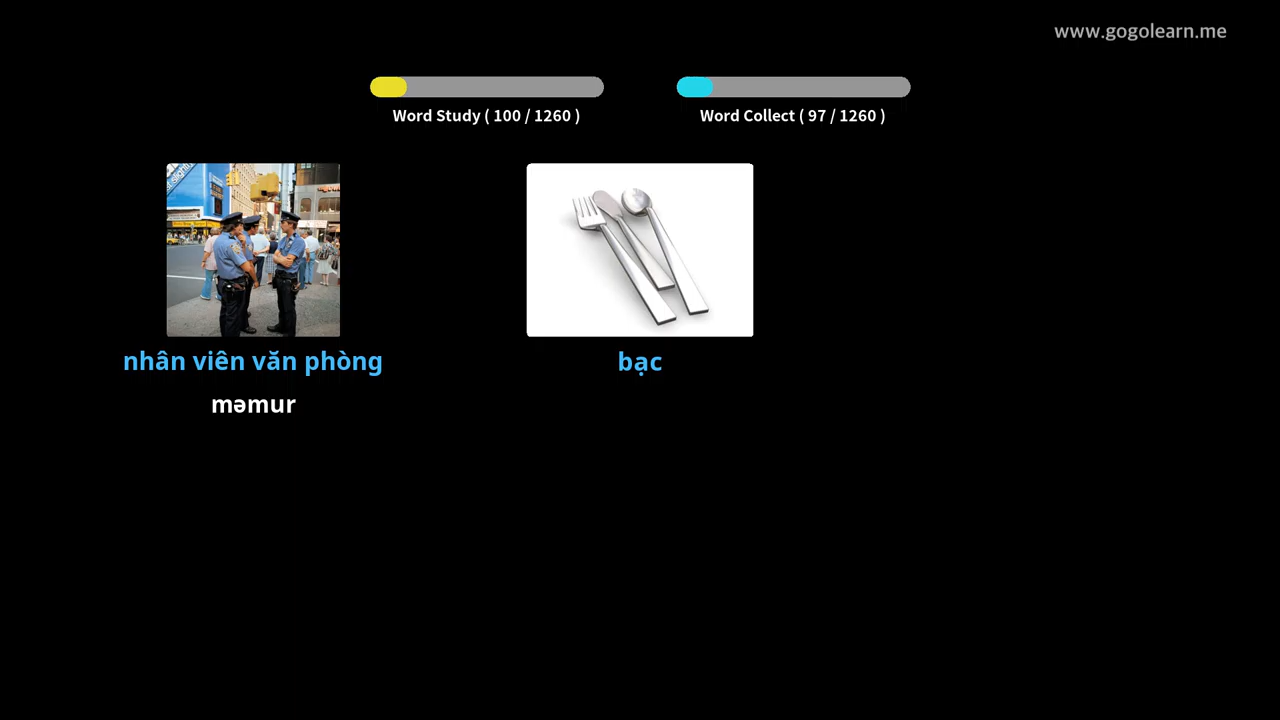 www.gogolearn.me
Word Study ( 100 / 1260 )
Word Collect ( 97 / 1260 )
nhân viên văn phòng
bạc
məmur